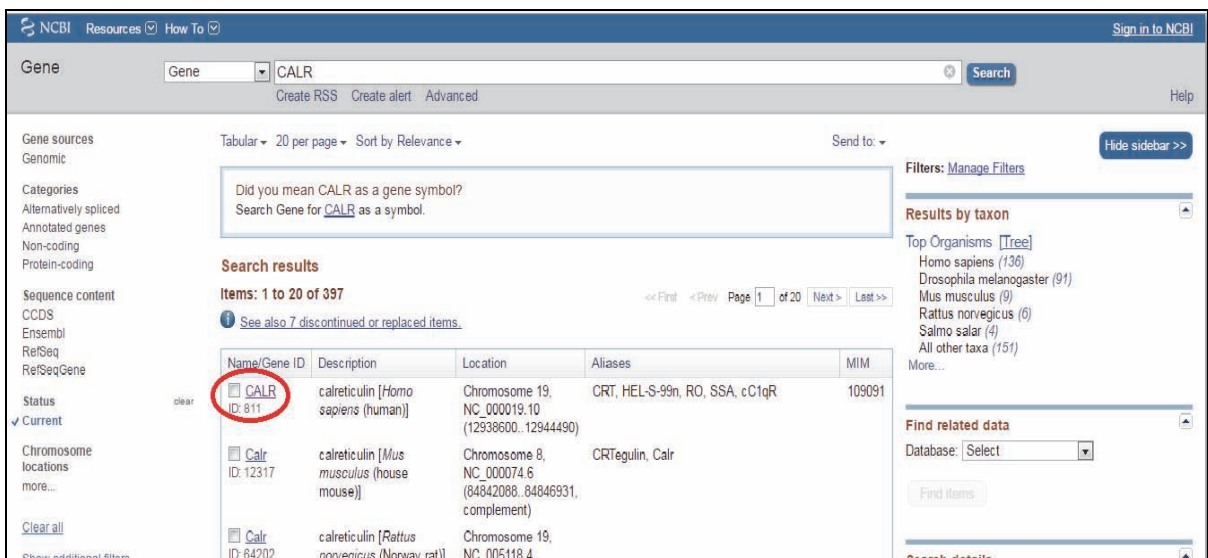 NCBI Resources How To Sign in to NCBI
Gene Gene CALR Search
Create RSS Create alert Advanced Help
Gene sources
Genomic
Categories
Alternatively spliced
Annotated genes
Non-coding
Protein-coding
Sequence content
CCDS
Ensembl
RefSeq
RefSeqGene
Status clear
Current
Chromosome
locations
more...
Clear all
Show additional filters
Tabular 20 per page Sort by Relevance Send to:
Did you mean CALR as a gene symbol?
Search Gene for CALR as a symbol.
Search results
Items: 1 to 20 of 397 << First < Prev Page 1 of 20 Next > Last >>
See also 7 discontinued or replaced items.
Name/Gene ID Description Location Aliases MIM
CALR calreticulin [Homo Chromosome 19, CRT, HEL-S-99n, RO, SSA, cC1qR 109091
ID: 811 sapiens (human)] NC_000019.10
(12938600..12944490)
Calr calreticulin [Mus Chromosome 8, CRTegulin, Calr
ID: 12317 musculus (house NC_000074.6
mouse)] (84842088..84846931,
complement)
Calr calreticulin [Rattus Chromosome 19,
ID: 64202 norvegicus (Norway rat)] NC_005118.4
Hide sidebar >>
Filters: Manage Filters
Results by taxon
Top Organisms [Tree]
Homo sapiens (136)
Drosophila melanogaster (91)
Mus musculus (9)
Rattus norvegicus (6)
Salmo salar (4)
All other taxa (151)
More...
Find related data
Database: Select
Find items
Search details